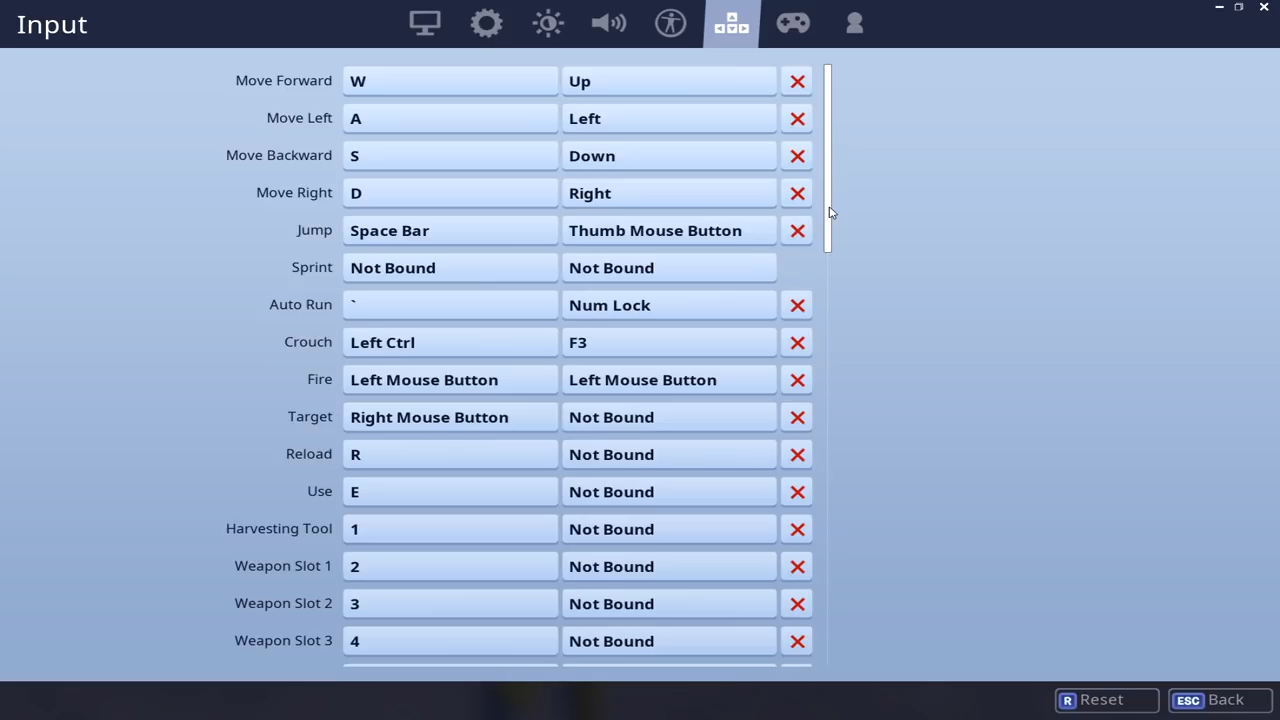 Input
Move Forward W Up
Move Left A Left
Move Backward S Down
Move Right D Right
Jump Space Bar Thumb Mouse Button
Sprint Not Bound Not Bound
Auto Run ` Num Lock
Crouch Left Ctrl F3
Fire Left Mouse Button Left Mouse Button
Target Right Mouse Button Not Bound
Reload R Not Bound
Use E Not Bound
Harvesting Tool 1 Not Bound
Weapon Slot 1 2 Not Bound
Weapon Slot 2 3 Not Bound
Weapon Slot 3 4 Not Bound
R Reset ESC Back